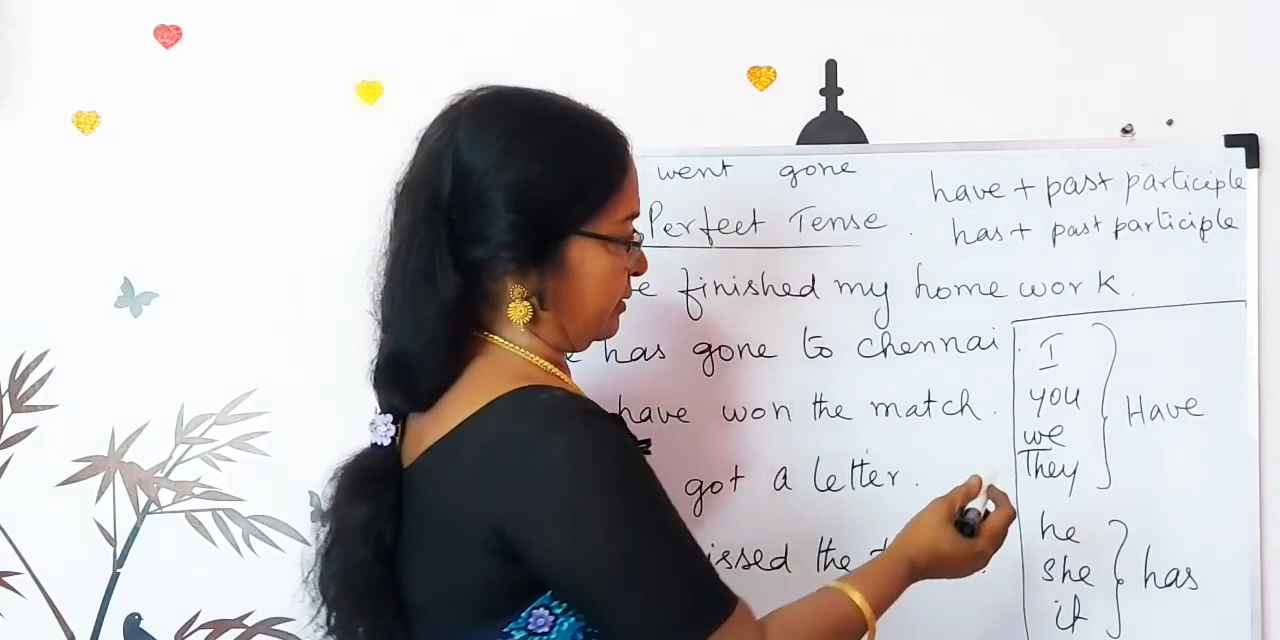 went gone
Perfect Tense.
have + past participle
has + past participle
finished my home work.
has gone to chennai
have won the match.
got a letter.
the
I
you
we
They
Have
he
she
it
has